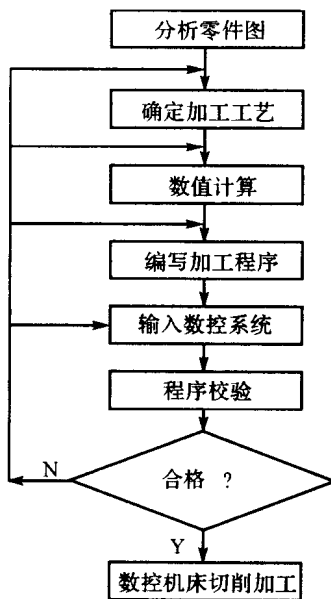 分析零件图
确定加工工艺
数值计算
编写加工程序
输入数控系统
程序校验
合格 ?
N
Y
数控机床切削加工